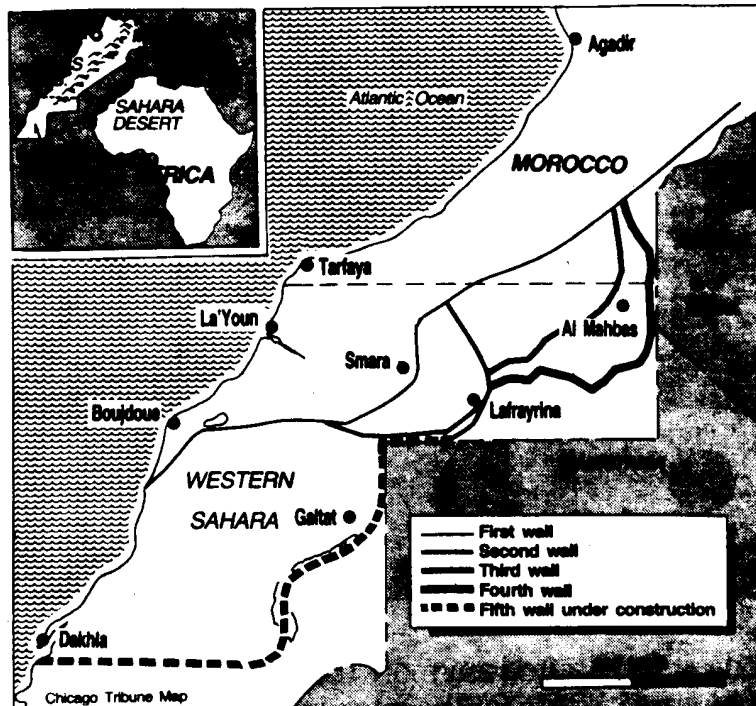 SAHARA
DESERT
Agadir
Atlantic Ocean
MOROCCO
Tarfaya
La'Youn
Al Mahbas
Smara
Boujdoue
Lafrayrina
WESTERN
SAHARA
Galtat
First wall
Second wall
Third wall
Fourth wall
Fifth wall under construction
Dakhla
Chicago Tribune Map